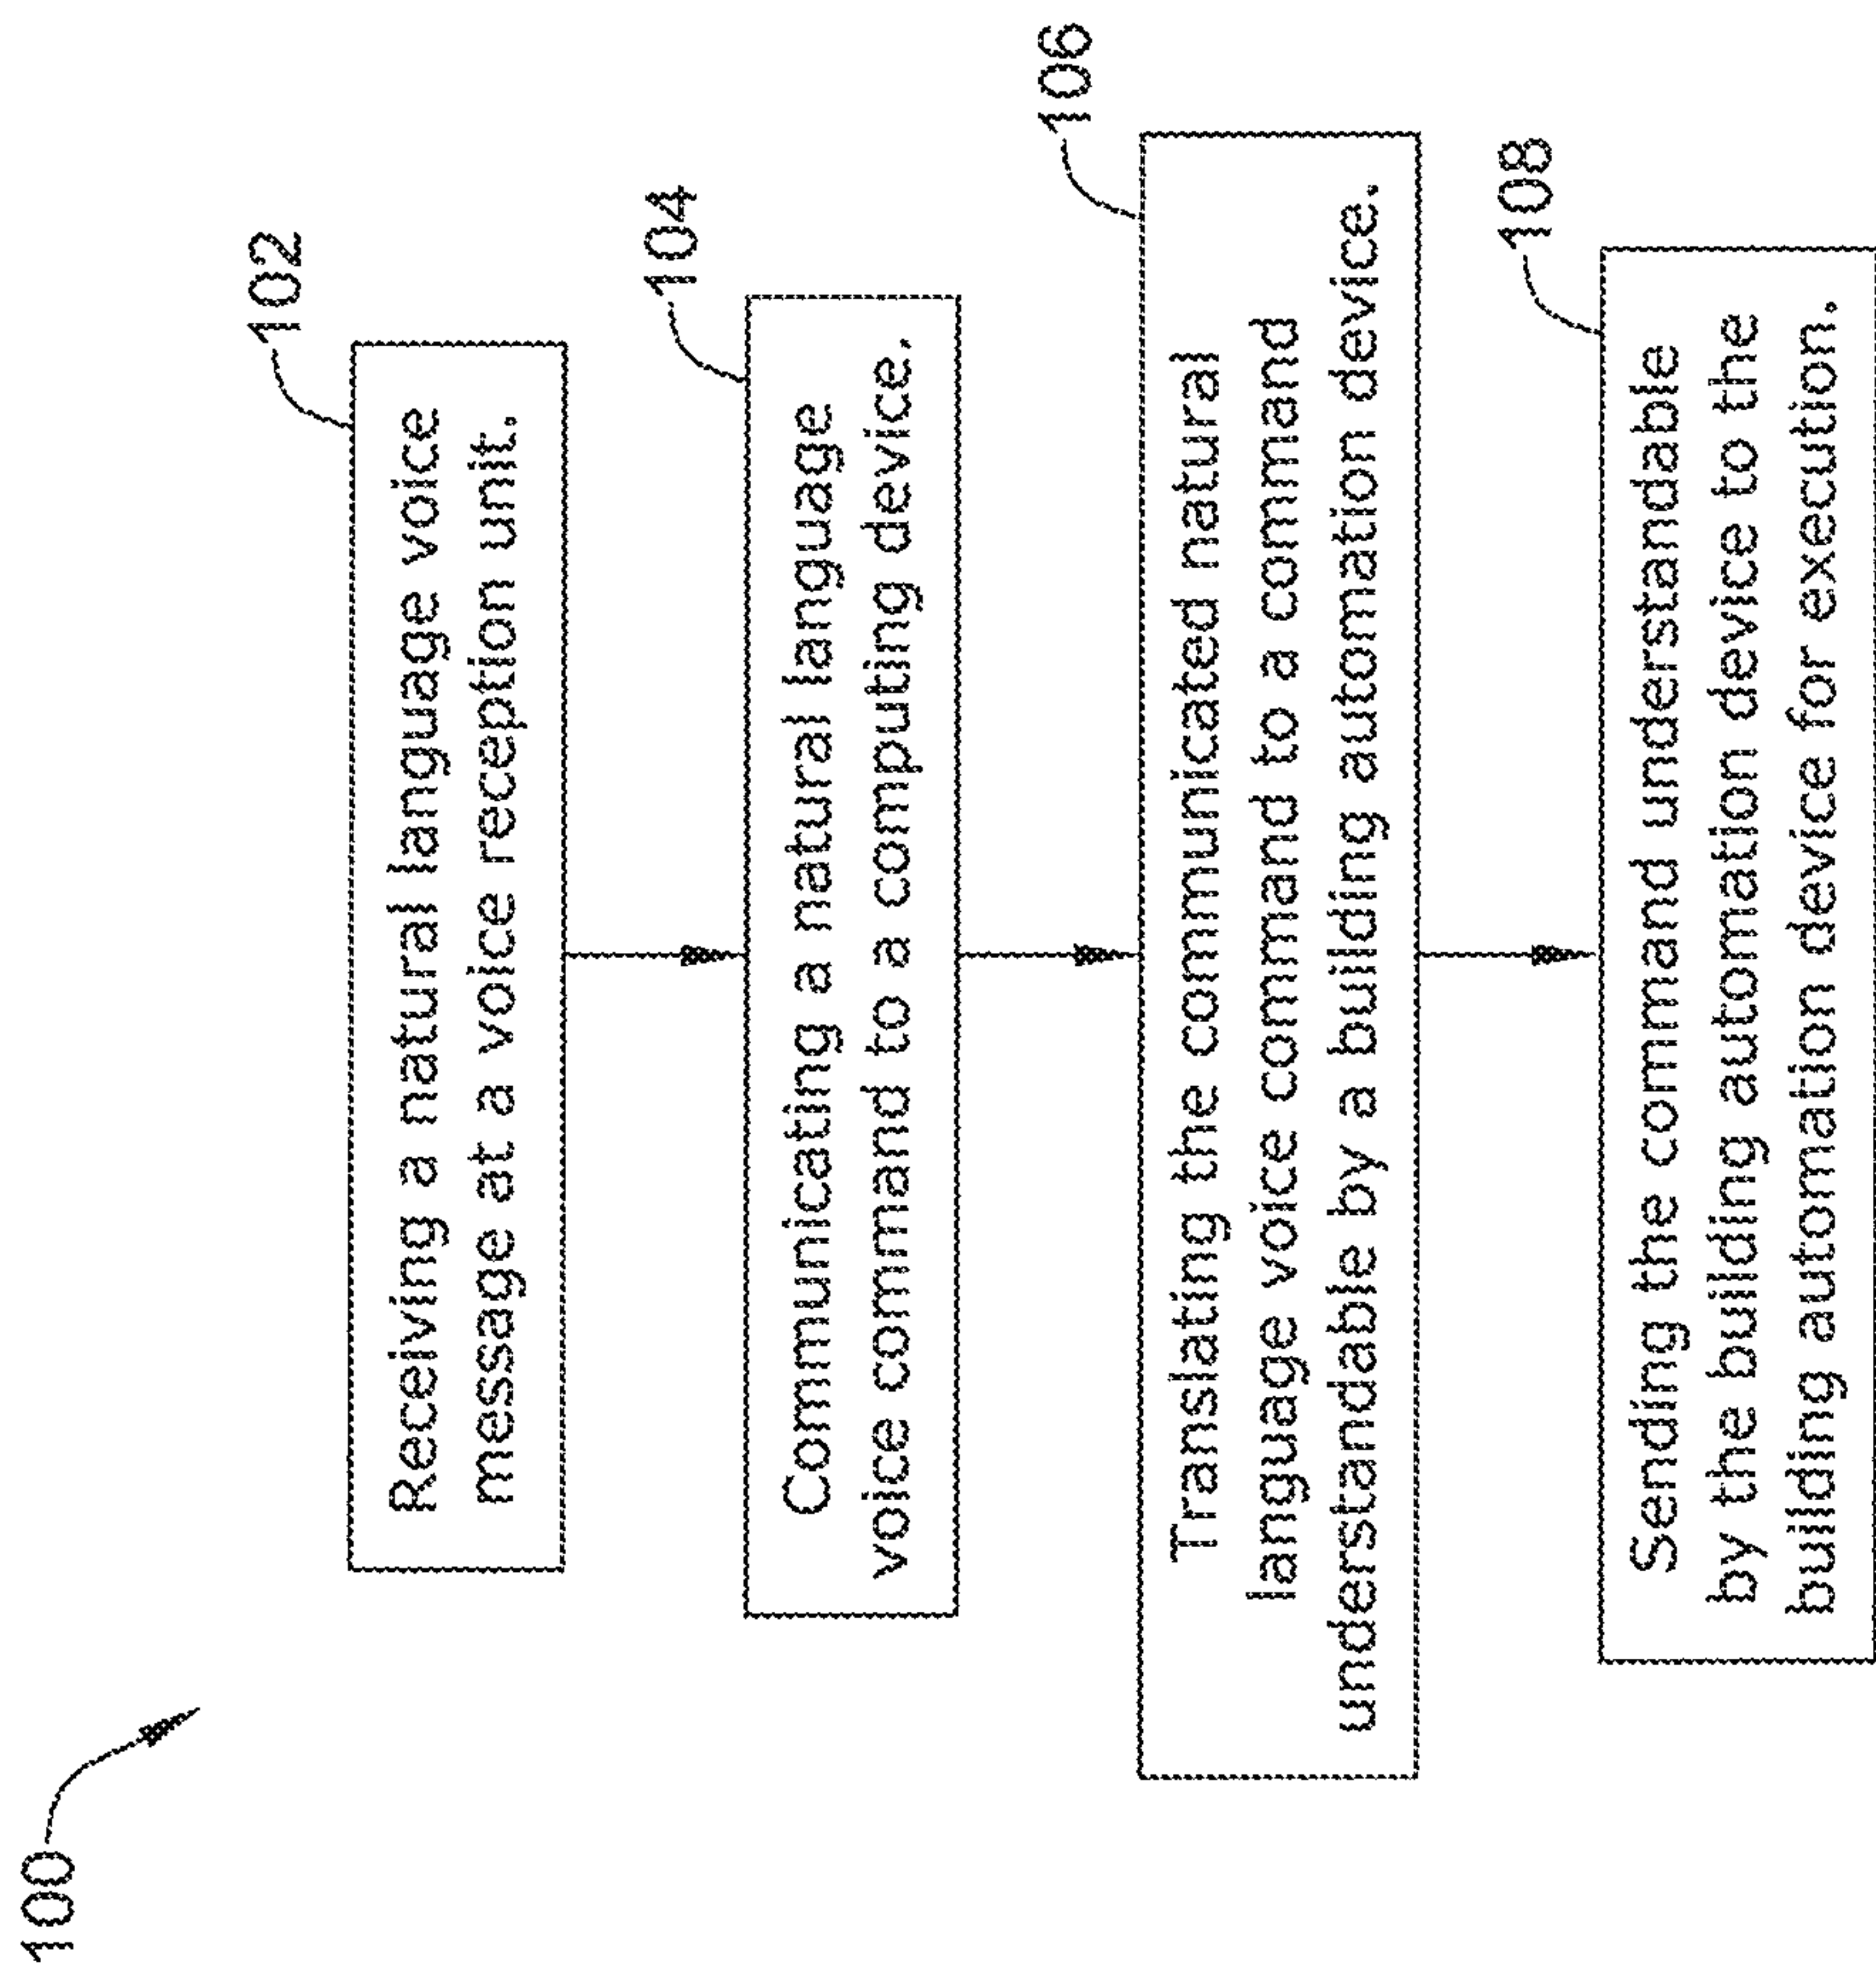 100
102
Receiving a natural language voice
message at a voice reception unit.
104
Communicating a natural language
voice command to a computing device.
106
Translating the communicated natural
language voice command to a command
understandable by a building automation device.
108
Sending the command understandable
by the building automation device to the
building automation device for execution.